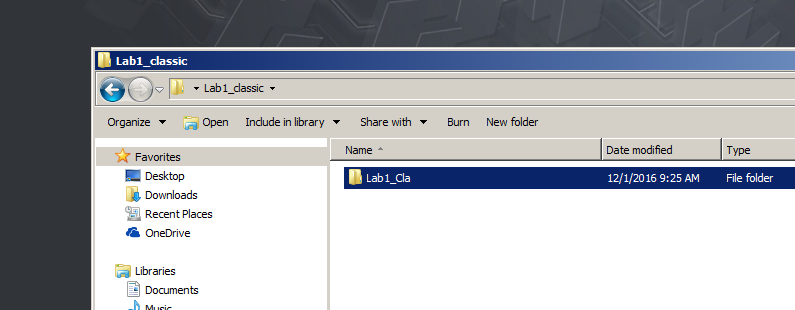 Lab1_classic
Lab1_classic
Organize Open Include in library Share with Burn New folder
Favorites
Desktop
Downloads
Recent Places
OneDrive
Libraries
Documents
Music
Name Date modified Type
Lab1_Cla 12/1/2016 9:25 AM File folder